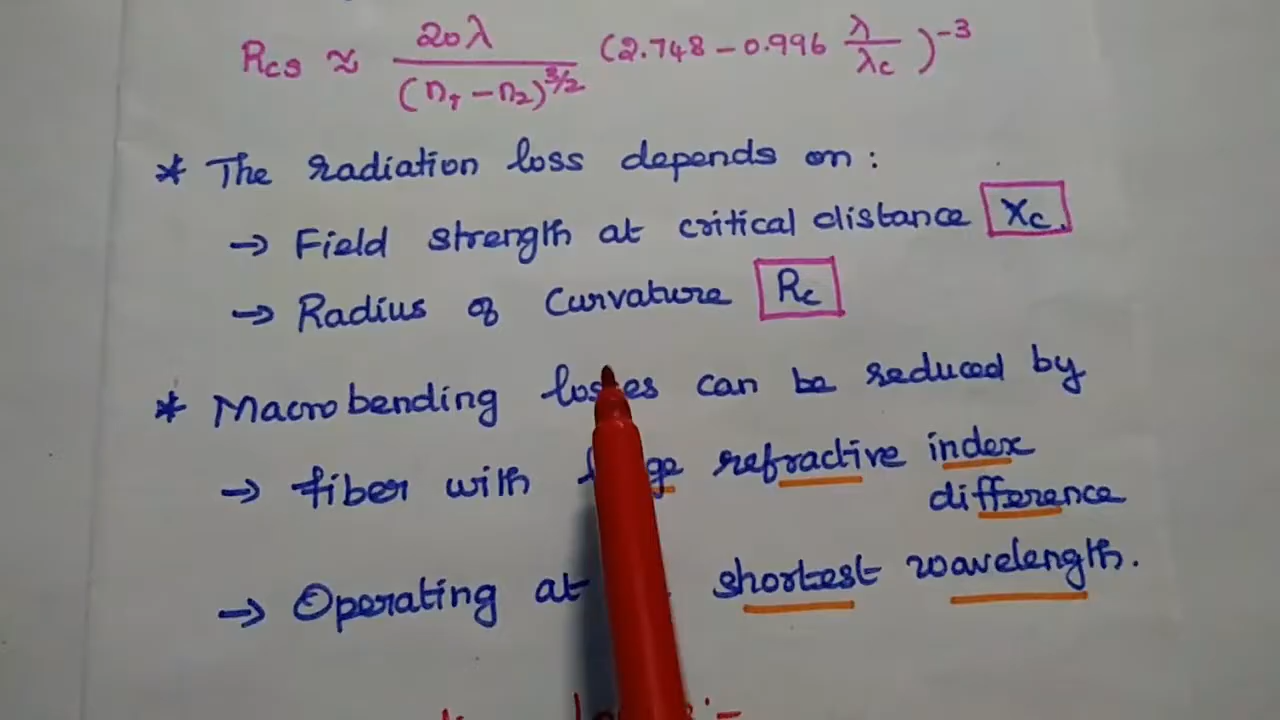 Rcs ≈ 20λ / (n1 - n2)^3/2 (2.748 - 0.996 λ/λc)^-3
* The radiation loss depends on :
→ Field strength at critical distance Xc.
→ Radius of Curvature Rc
* Macrobending losses can be reduced by
→ fiber with refractive index
difference
→ Operating at shortest wavelength.